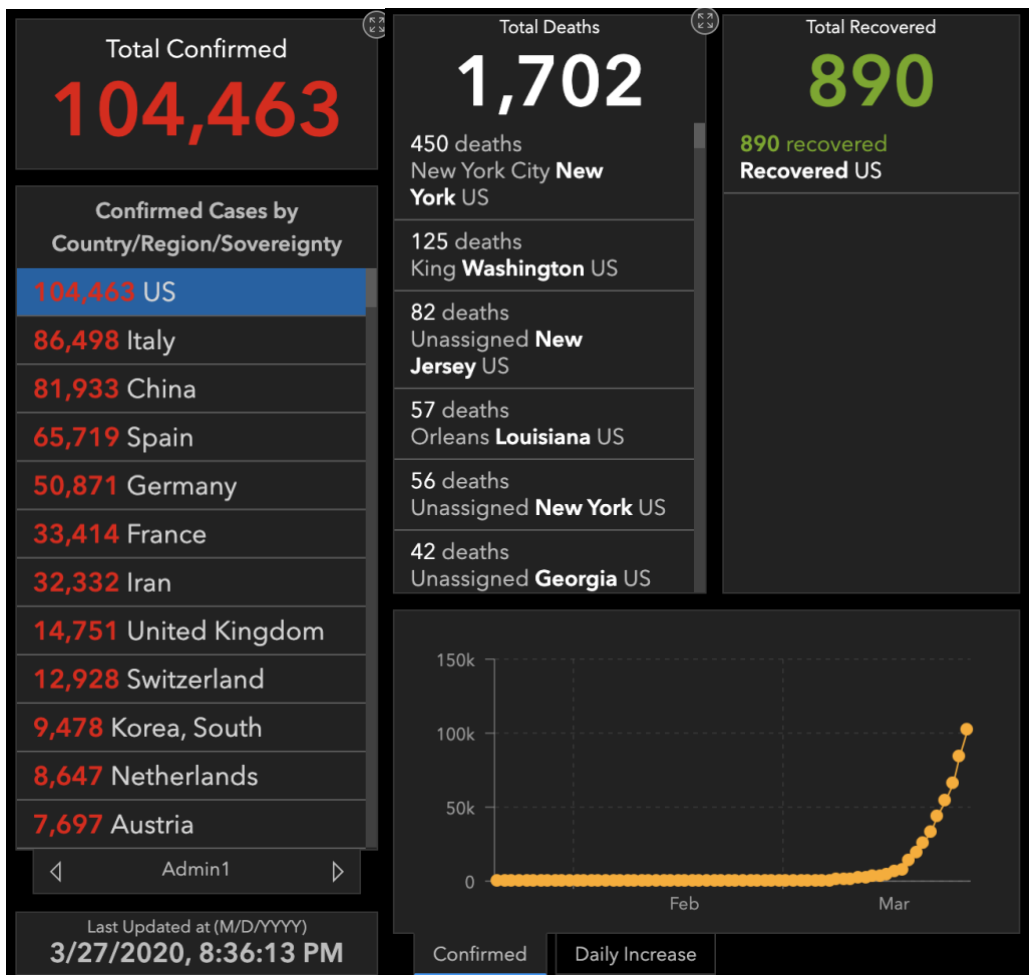 Total Confirmed
104,463
Confirmed Cases by
Country/Region/Sovereignty
104,463 US
86,498 Italy
81,933 China
65,719 Spain
50,871 Germany
33,414 France
32,332 Iran
14,751 United Kingdom
12,928 Switzerland
9,478 Korea, South
8,647 Netherlands
7,697 Austria
Admin1
Last Updated at (M/D/YYYY)
3/27/2020, 8:36:13 PM
Total Deaths
1,702
450 deaths
New York City New
York US
125 deaths
King Washington US
82 deaths
Unassigned New
Jersey US
57 deaths
Orleans Louisiana US
56 deaths
Unassigned New York US
42 deaths
Unassigned Georgia US
Total Recovered
890
890 recovered
Recovered US
150k
100k
50k
0
Feb
Mar
Confirmed
Daily Increase